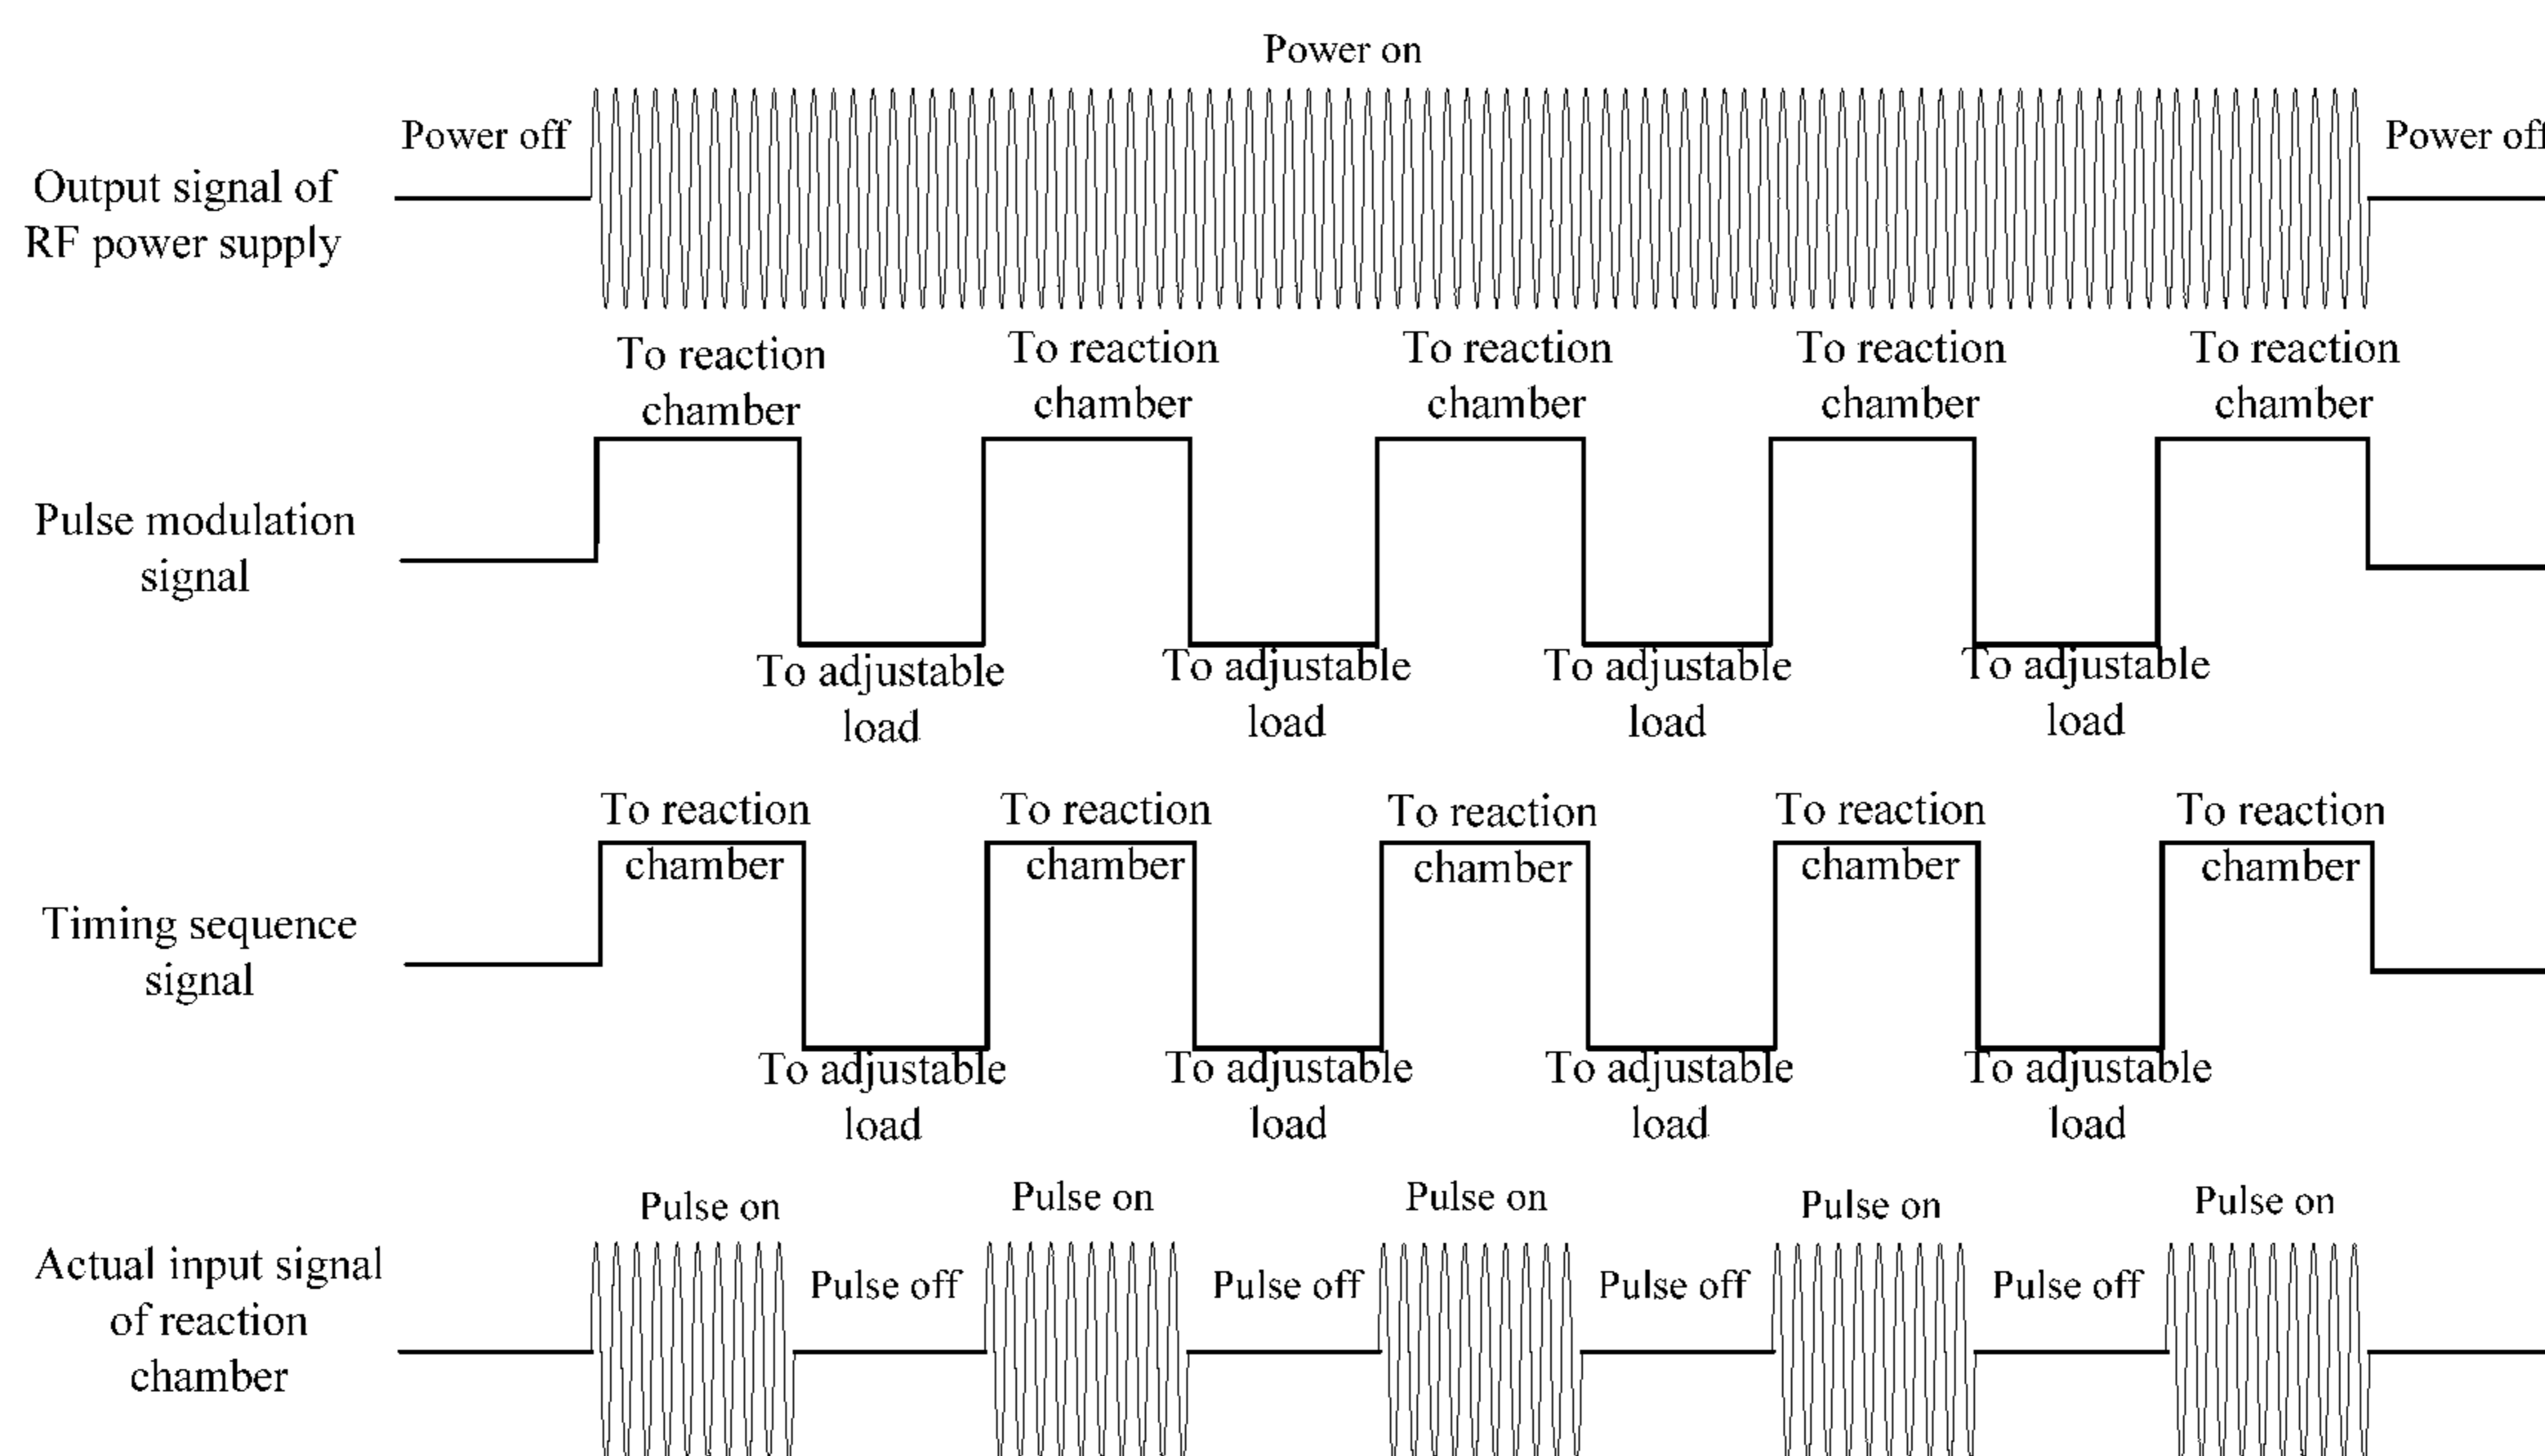 Power on
Power off
Power off
Output signal of
RF power supply
To reaction
chamber
To reaction
chamber
To reaction
chamber
To reaction
chamber
To reaction
chamber
Pulse modulation
signal
To adjustable
load
To adjustable
load
To adjustable
load
To adjustable
load
To reaction
chamber
To reaction
chamber
To reaction
chamber
To reaction
chamber
To reaction
chamber
Timing sequence
signal
To adjustable
load
To adjustable
load
To adjustable
load
To adjustable
load
Pulse on
Pulse on
Pulse on
Pulse on
Pulse on
Actual input signal
of reaction
chamber
Pulse off
Pulse off
Pulse off
Pulse off